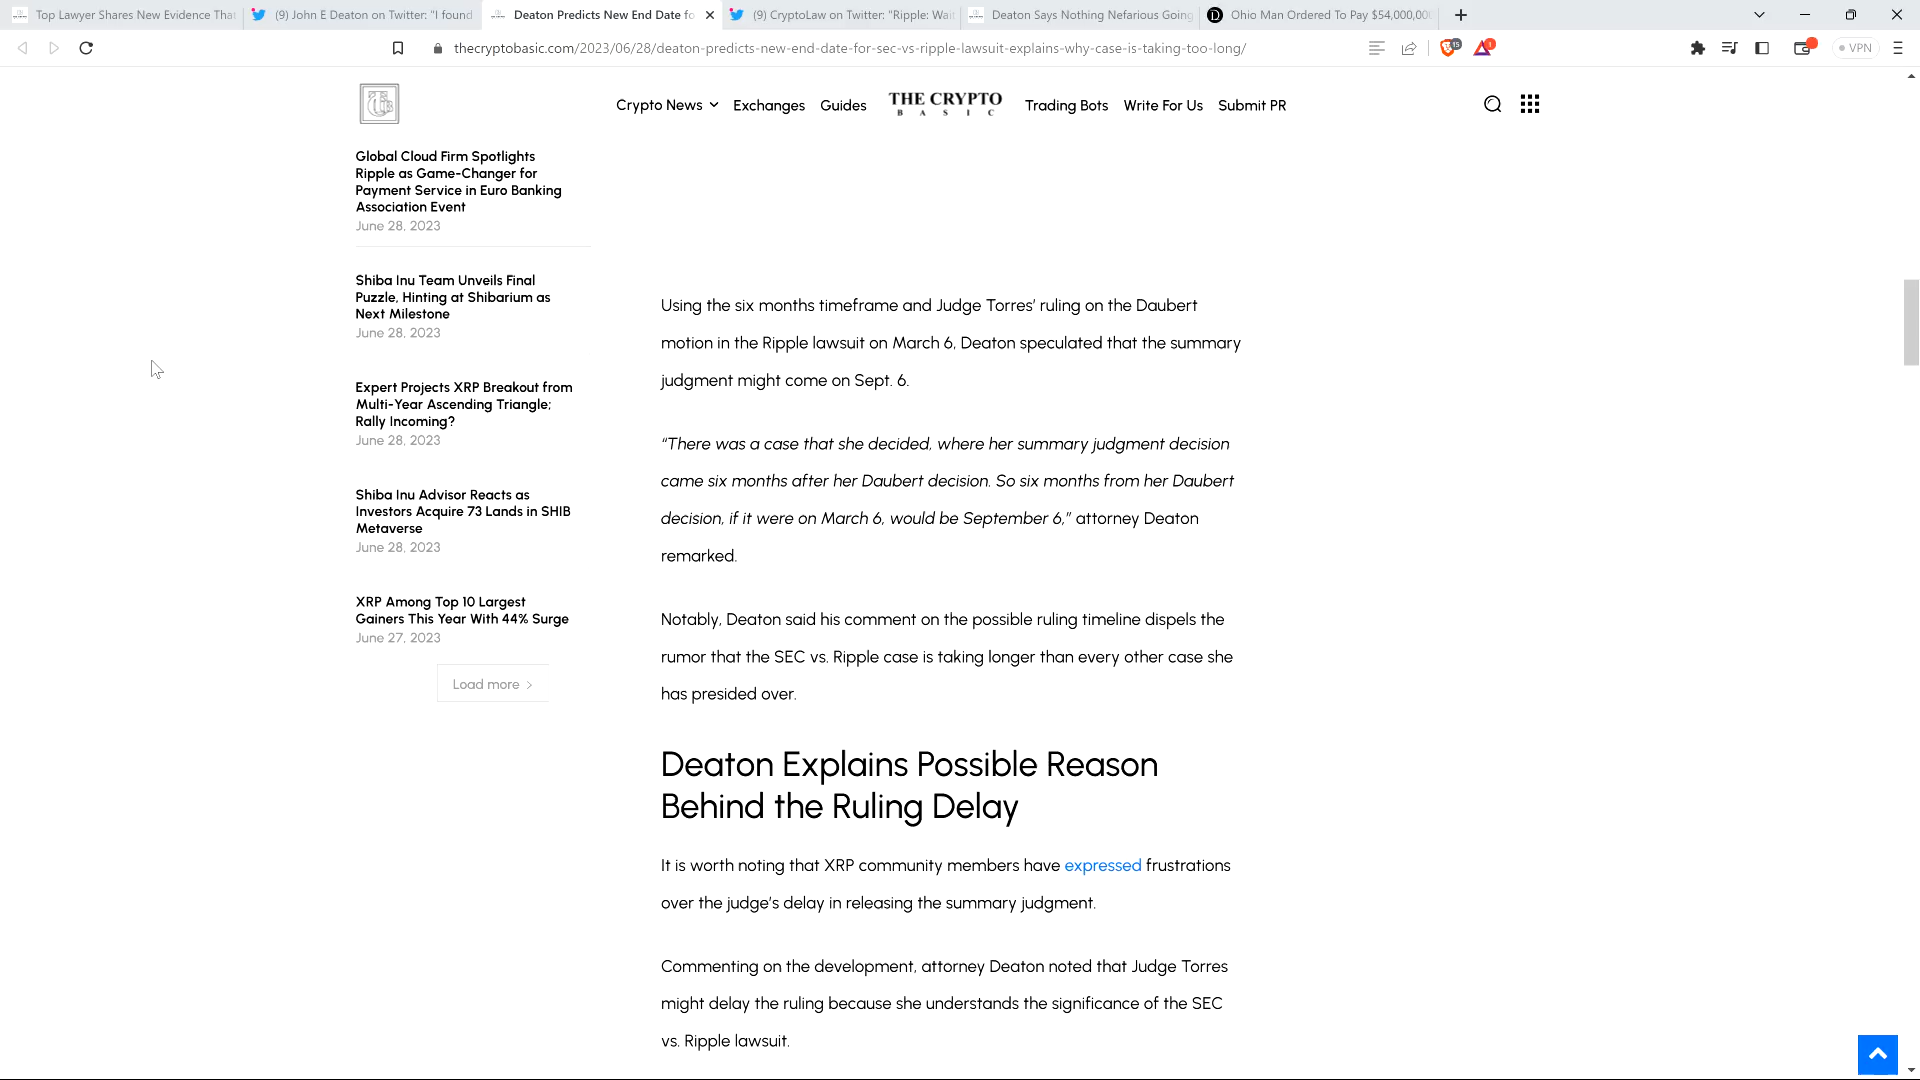 Top Lawyer Shares New Evidence That
(9) John E Deaton on Twitter: "I found
Deaton Predicts New End Date fo
(9) CryptoLaw on Twitter: "Ripple: Wai
Deaton Says Nothing Nefarious Going
Ohio Man Ordered To Pay $54,000,00
thecryptobasic.com/2023/06/28/deaton-predicts-new-end-date-for-sec-vs-ripple-lawsuit-explains-why-case-is-taking-too-long/
15
1
VPN
Crypto News
Exchanges
Guides
THE CRYPTO
BASIC
Trading Bots
Write For Us
Submit PR
Global Cloud Firm Spotlights
Ripple as Game-Changer for
Payment Service in Euro Banking
Association Event
June 28, 2023
Shiba Inu Team Unveils Final
Puzzle, Hinting at Shibarium as
Next Milestone
June 28, 2023
Expert Projects XRP Breakout from
Multi-Year Ascending Triangle;
Rally Incoming?
June 28, 2023
Shiba Inu Advisor Reacts as
Investors Acquire 73 Lands in SHIB
Metaverse
June 28, 2023
XRP Among Top 10 Largest
Gainers This Year With 44% Surge
June 27, 2023
Load more >
Using the six months timeframe and Judge Torres’ ruling on the Daubert
motion in the Ripple lawsuit on March 6, Deaton speculated that the summary
judgment might come on Sept. 6.
“There was a case that she decided, where her summary judgment decision
came six months after her Daubert decision. So six months from her Daubert
decision, if it were on March 6, would be September 6,” attorney Deaton
remarked.
Notably, Deaton said his comment on the possible ruling timeline dispels the
rumor that the SEC vs. Ripple case is taking longer than every other case she
has presided over.
Deaton Explains Possible Reason
Behind the Ruling Delay
It is worth noting that XRP community members have expressed frustrations
over the judge’s delay in releasing the summary judgment.
Commenting on the development, attorney Deaton noted that Judge Torres
might delay the ruling because she understands the significance of the SEC
vs. Ripple lawsuit.